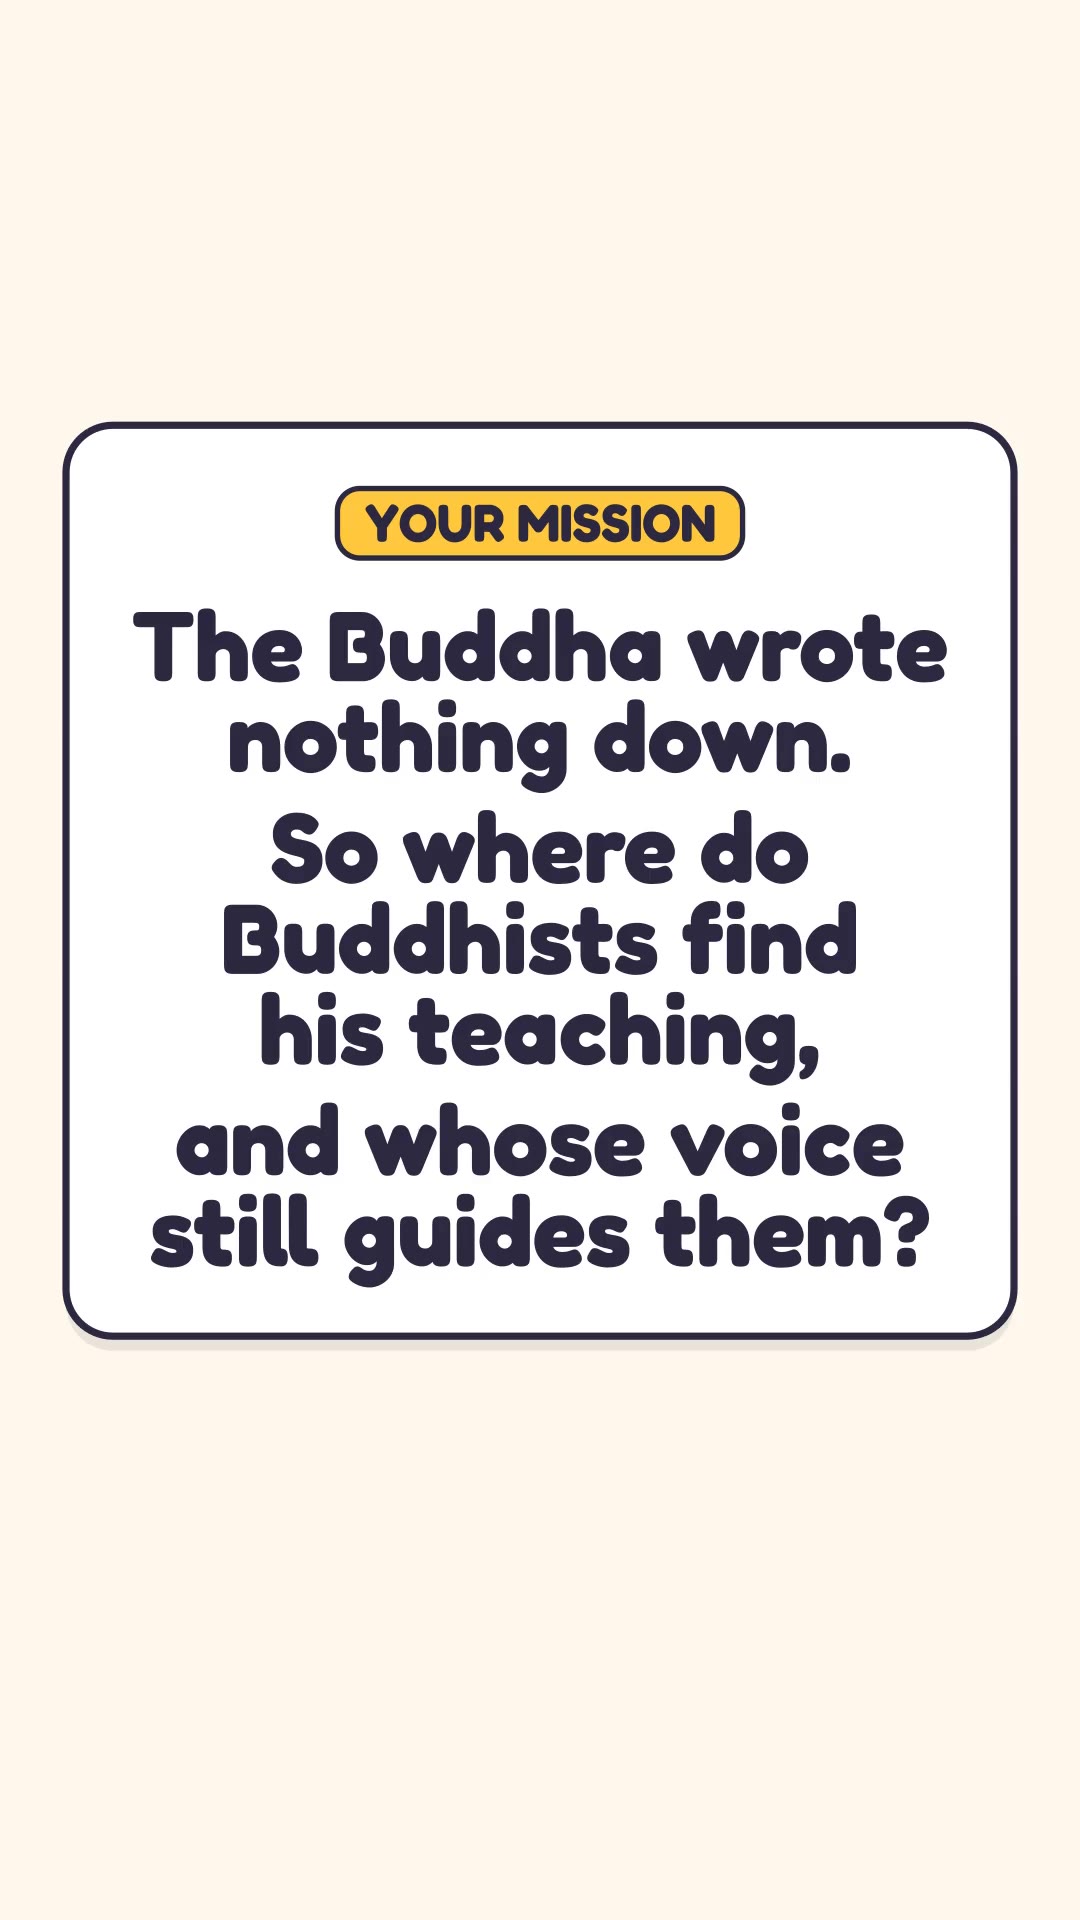 YOUR MISSION
The Buddha wrote
nothing down.
So where do
Buddhists find
his teaching,
and whose voice
still guides them?